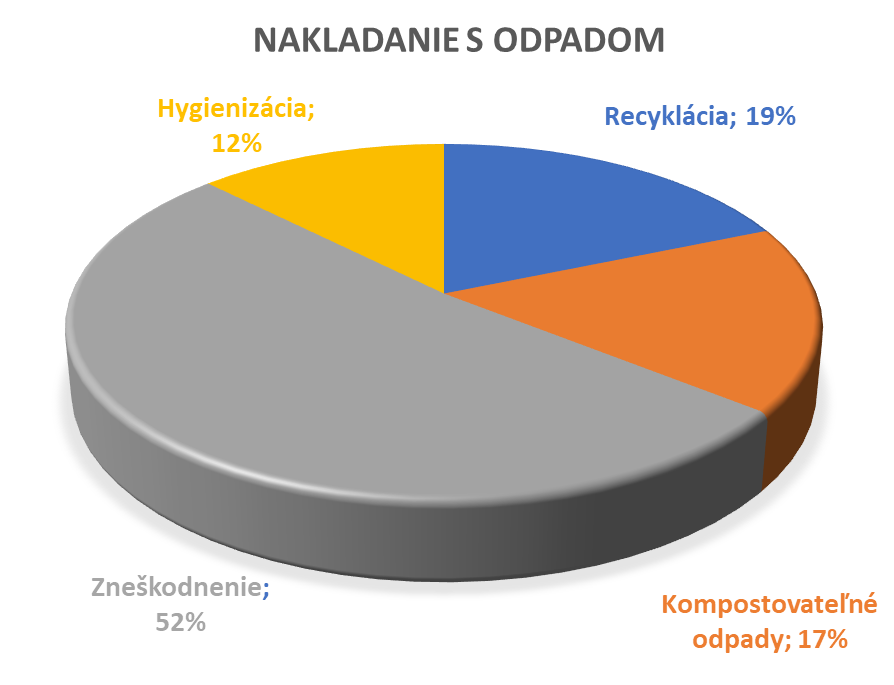 NAKLADANIE S ODPADOM
Hygienizácia;
12%
Recyklácia; 19%
Zneškodnenie;
52%
Kompostovateľné
odpady; 17%